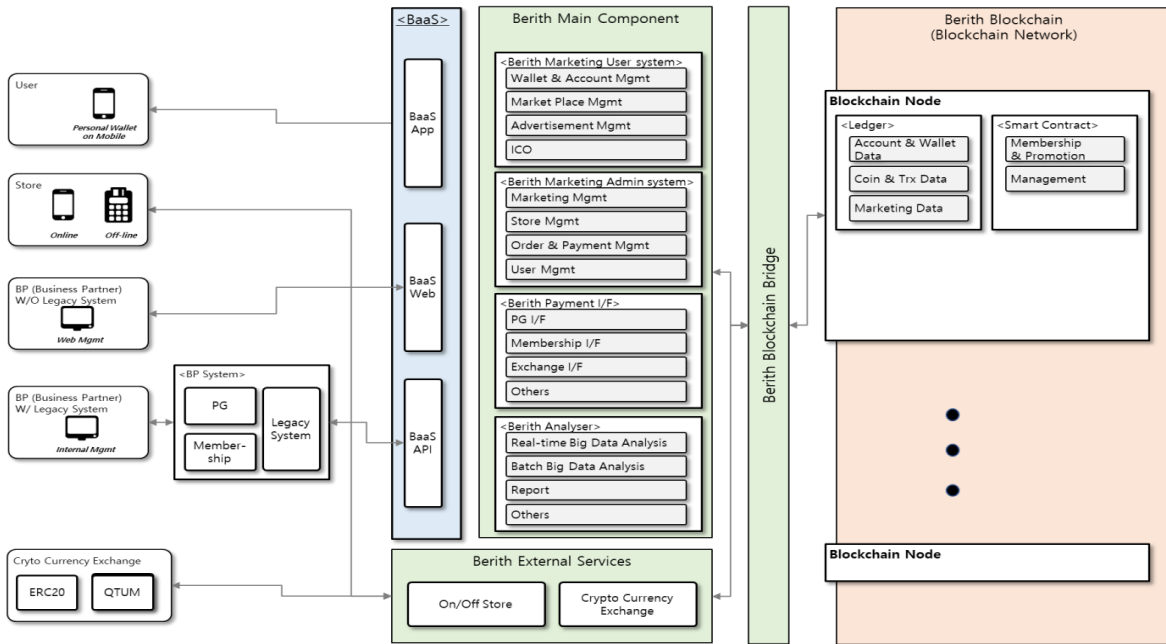 User
Personal Wallet
on Mobile
Store
Online
Off-line
BP (Business Partner)
W/O Legacy System
Web Mgmt
BP (Business Partner)
W/ Legacy System
Internal Mgmt
<BP System>
PG
Member-
ship
Legacy
System
Cryto Currency Exchange
ERC20
QTUM
<BaaS>
BaaS
App
BaaS
Web
BaaS
API
Berith Main Component
<Berith Marketing User system>
Wallet & Account Mgmt
Market Place Mgmt
Advertisement Mgmt
ICO
<Berith Marketing Admin system>
Marketing Mgmt
Store Mgmt
Order & Payment Mgmt
User Mgmt
<Berith Payment I/F>
PG I/F
Membership I/F
Exchange I/F
Others
<Berith Analyser>
Real-time Big Data Analysis
Batch Big Data Analysis
Report
Others
Berith External Services
On/Off Store
Crypto Currency
Exchange
Berith Blockchain Bridge
Berith Blockchain
(Blockchain Network)
Blockchain Node
<Ledger>
Account & Wallet
Data
Coin & Trx Data
Marketing Data
<Smart Contract>
Membership
& Promotion
Management
Blockchain Node